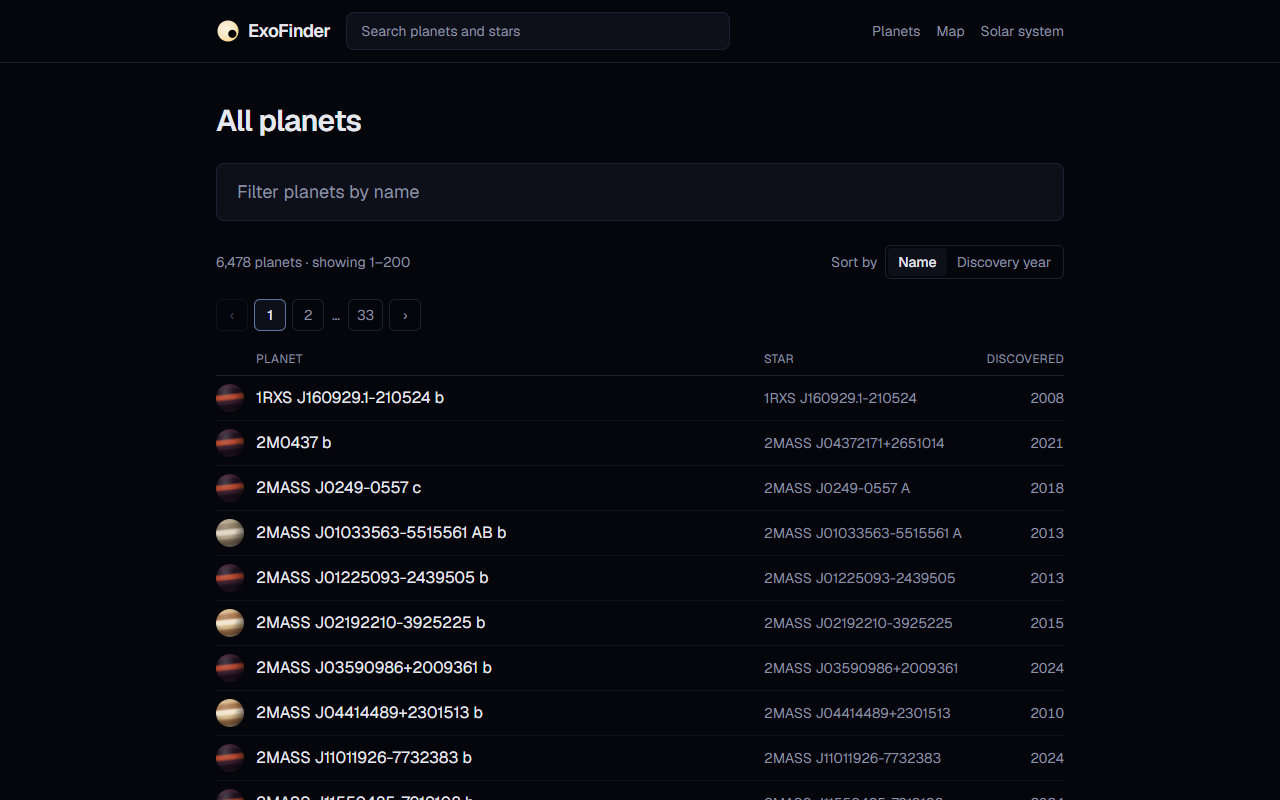 ExoFinder
Search planets and stars
Planets Map Solar system
All planets
Filter planets by name
6,478 planets · showing 1–200
Sort by Name Discovery year
‹ 1 2 … 33 ›
PLANET STAR DISCOVERED
1RXS J160929.1-210524 b 1RXS J160929.1-210524 2008
2M0437 b 2MASS J04372171+2651014 2021
2MASS J0249-0557 c 2MASS J0249-0557 A 2018
2MASS J01033563-5515561 AB b 2MASS J01033563-5515561 A 2013
2MASS J01225093-2439505 b 2MASS J01225093-2439505 2013
2MASS J02192210-3925225 b 2MASS J02192210-3925225 2015
2MASS J03590986+2009361 b 2MASS J03590986+2009361 2024
2MASS J04414489+2301513 b 2MASS J04414489+2301513 2010
2MASS J11011926-7732383 b 2MASS J11011926-7732383 2024